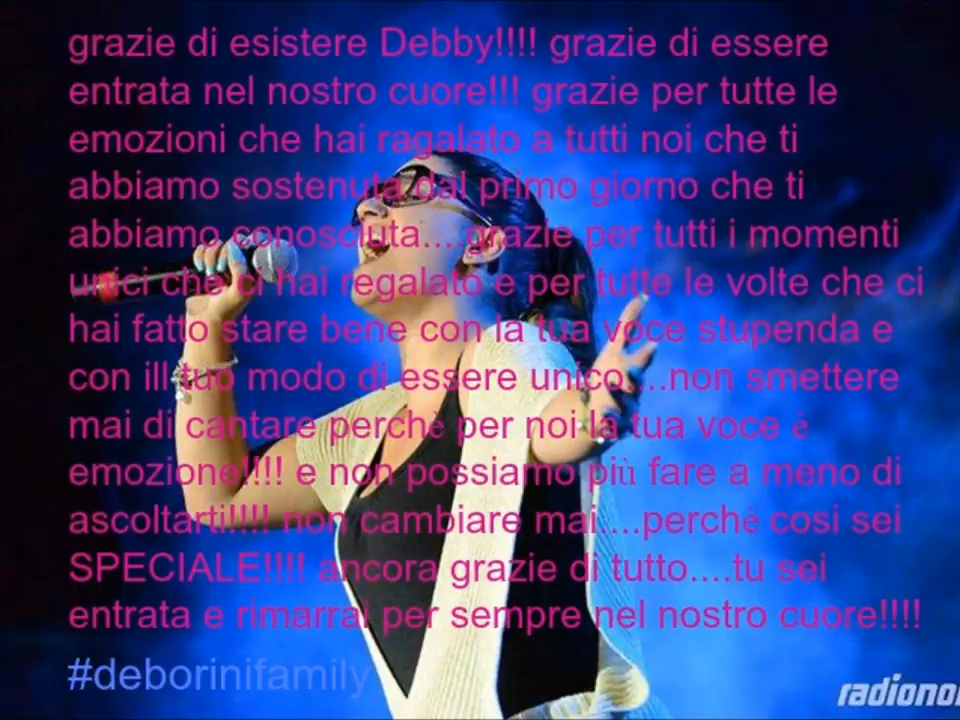 grazie di esistere Debby!!!! grazie di essere
entrata nel nostro cuore!!! grazie per tutte le
emozioni che hai ragalato a tutti noi che ti
abbiamo sostenuta dal primo giorno che ti
abbiamo conosciuta....grazie per tutti i momenti
unici che ci hai regalato e per tutte le volte che ci
hai fatto stare bene con la tua voce stupenda e
con ill tuo modo di essere unico....non smettere
mai di cantare perchè per noi la tua voce è
emozione!!!! e non possiamo più fare a meno di
ascoltarti!!!! non cambiare mai....perchè cosi sei
SPECIALE!!!! ancora grazie di tutto....tu sei
entrata e rimarrai per sempre nel nostro cuore!!!!
#deborinifamily